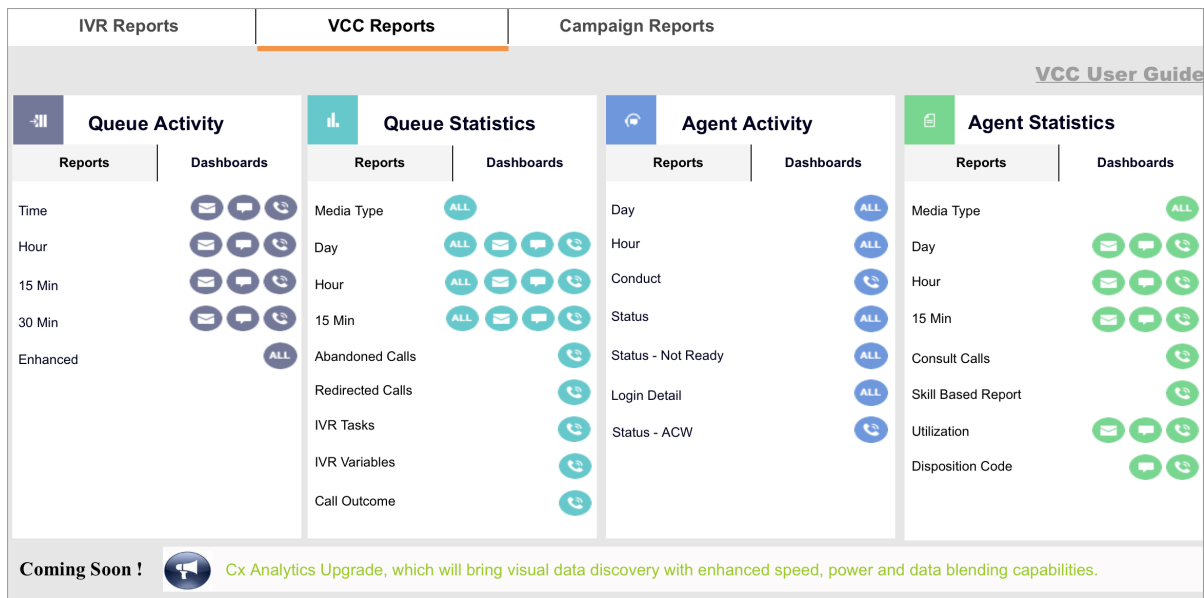 IVR Reports
VCC Reports
Campaign Reports
VCC User Guide
Queue Activity
Reports
Dashboards
Time
Hour
15 Min
30 Min
Enhanced ALL
Queue Statistics
Reports
Dashboards
Media Type ALL
Day ALL
Hour ALL
15 Min ALL
Abandoned Calls
Redirected Calls
IVR Tasks
IVR Variables
Call Outcome
Agent Activity
Reports
Dashboards
Day ALL
Hour ALL
Conduct
Status ALL
Status - Not Ready ALL
Login Detail ALL
Status - ACW
Agent Statistics
Reports
Dashboards
Media Type ALL
Day
Hour
15 Min
Consult Calls
Skill Based Report
Utilization
Disposition Code
Coming Soon !
Cx Analytics Upgrade, which will bring visual data discovery with enhanced speed, power and data blending capabilities.